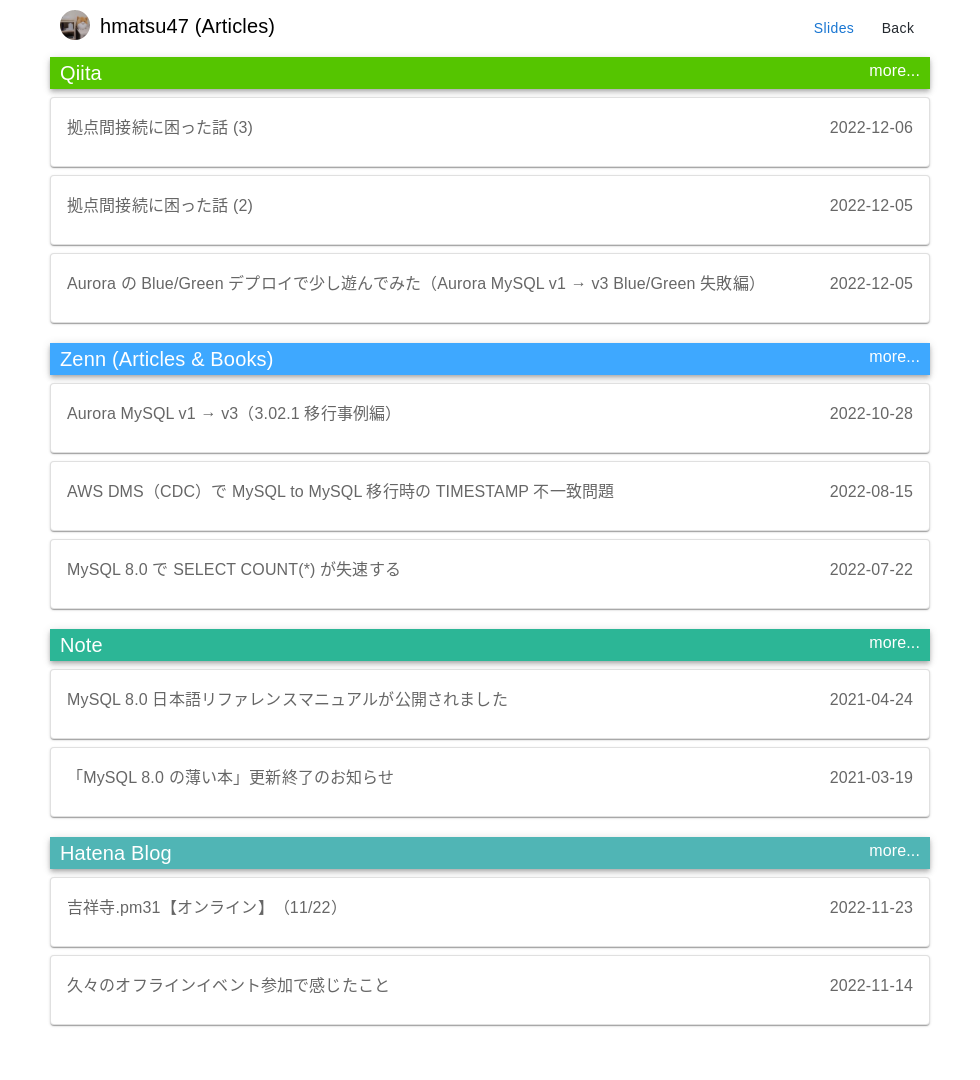 hmatsu47 (Articles)
Slides Back
Qiita more...
拠点間接続に困った話 (3) 2022-12-06
拠点間接続に困った話 (2) 2022-12-05
Aurora の Blue/Green デプロイで少し遊んでみた（Aurora MySQL v1 → v3 Blue/Green 失敗編） 2022-12-05
Zenn (Articles & Books) more...
Aurora MySQL v1 → v3（3.02.1 移行事例編） 2022-10-28
AWS DMS（CDC）で MySQL to MySQL 移行時の TIMESTAMP 不一致問題 2022-08-15
MySQL 8.0 で SELECT COUNT(*) が失速する 2022-07-22
Note more...
MySQL 8.0 日本語リファレンスマニュアルが公開されました 2021-04-24
「MySQL 8.0 の薄い本」更新終了のお知らせ 2021-03-19
Hatena Blog more...
吉祥寺.pm31【オンライン】（11/22） 2022-11-23
久々のオフラインイベント参加で感じたこと 2022-11-14